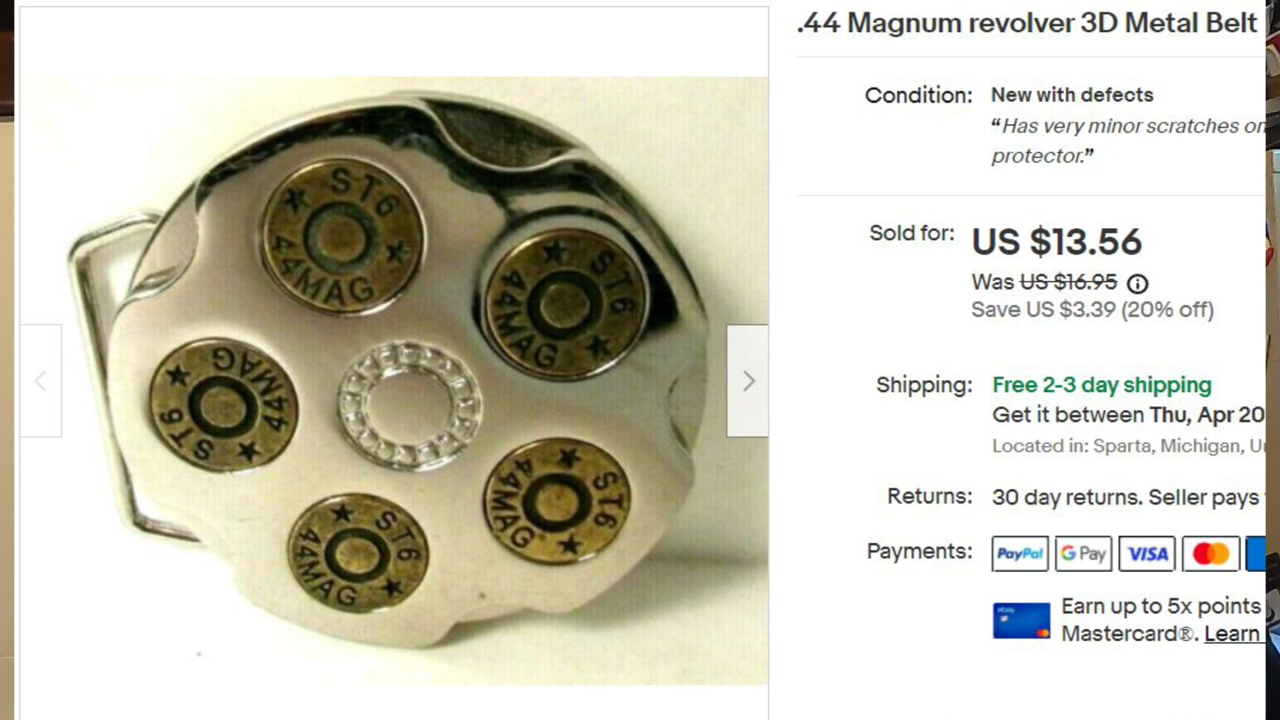 .44 Magnum revolver 3D Metal Belt
Condition: New with defects
“Has very minor scratches on
protector.”
Sold for: US $13.56
Was US $16.95
Save US $3.39 (20% off)
Shipping: Free 2-3 day shipping
Get it between Thu, Apr 20
Located in: Sparta, Michigan,
Returns: 30 day returns. Seller pays
Payments: PayPal G Pay VISA
Earn up to 5x points
Mastercard®. Learn
ST6
44MAG
ST6
44MAG
44MAG
ST6
ST6
44MAG
ST6
44MAG